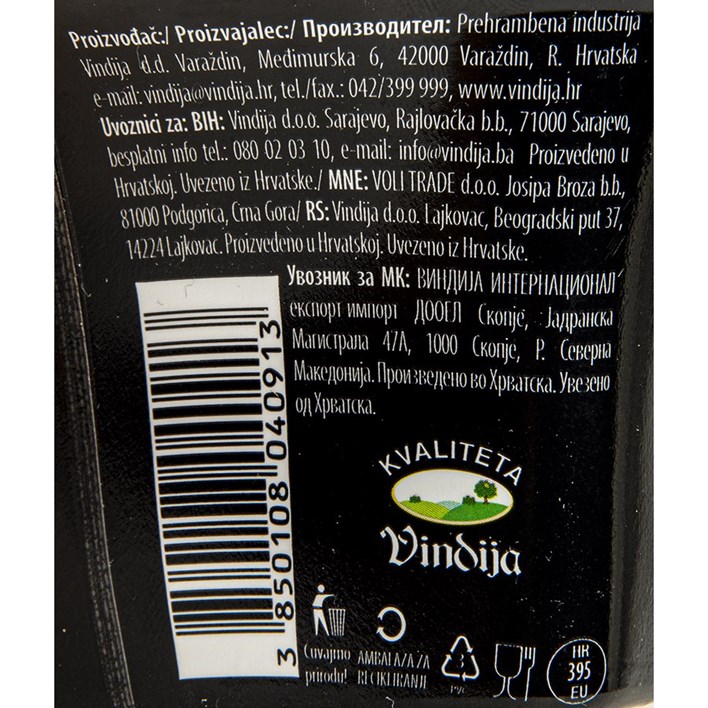 Proizvođač:/ Proizvajalec:/ Производител: Prehrambena industrija
Vindija d.d. Varaždin, Međimurska 6, 42000 Varaždin, R. Hrvatska
e-mail: vindija@vindija.hr, tel./fax.: 042/399 999, www.vindija.hr
Uvoznici za: BIH: Vindija d.o.o. Sarajevo, Rajlovačka b.b., 71000 Sarajevo,
besplatni info tel.: 080 02 03 10, e-mail: info@vindija.ba Proizvedeno u
Hrvatskoj. Uvezeno iz Hrvatske./ MNE: VOLI TRADE d.o.o. Josipa Broza b.b.,
81000 Podgorica, Crna Gora/ RS: Vindija d.o.o. Lajkovac, Beogradski put 37,
14224 Lajkovac. Proizvedeno u Hrvatskoj. Uvezeno iz Hrvatske.
Увозник за МК: ВИНДИЈА ИНТЕРНАЦИОНАЛ
експорт-импорт ДООЕЛ Скопје, Јадранска
Магистрала 47А, 1000 Скопје, Р. Северна
Македонија. Произведено во Хрватска. Увезено
од Хрватска.
3 850108 040913
KVALITETA
Vindija
Čuvajmo
prirodu!
AMBALAŽA ZA
RECIKLIRANJE
3
PVC
HR
395
EU